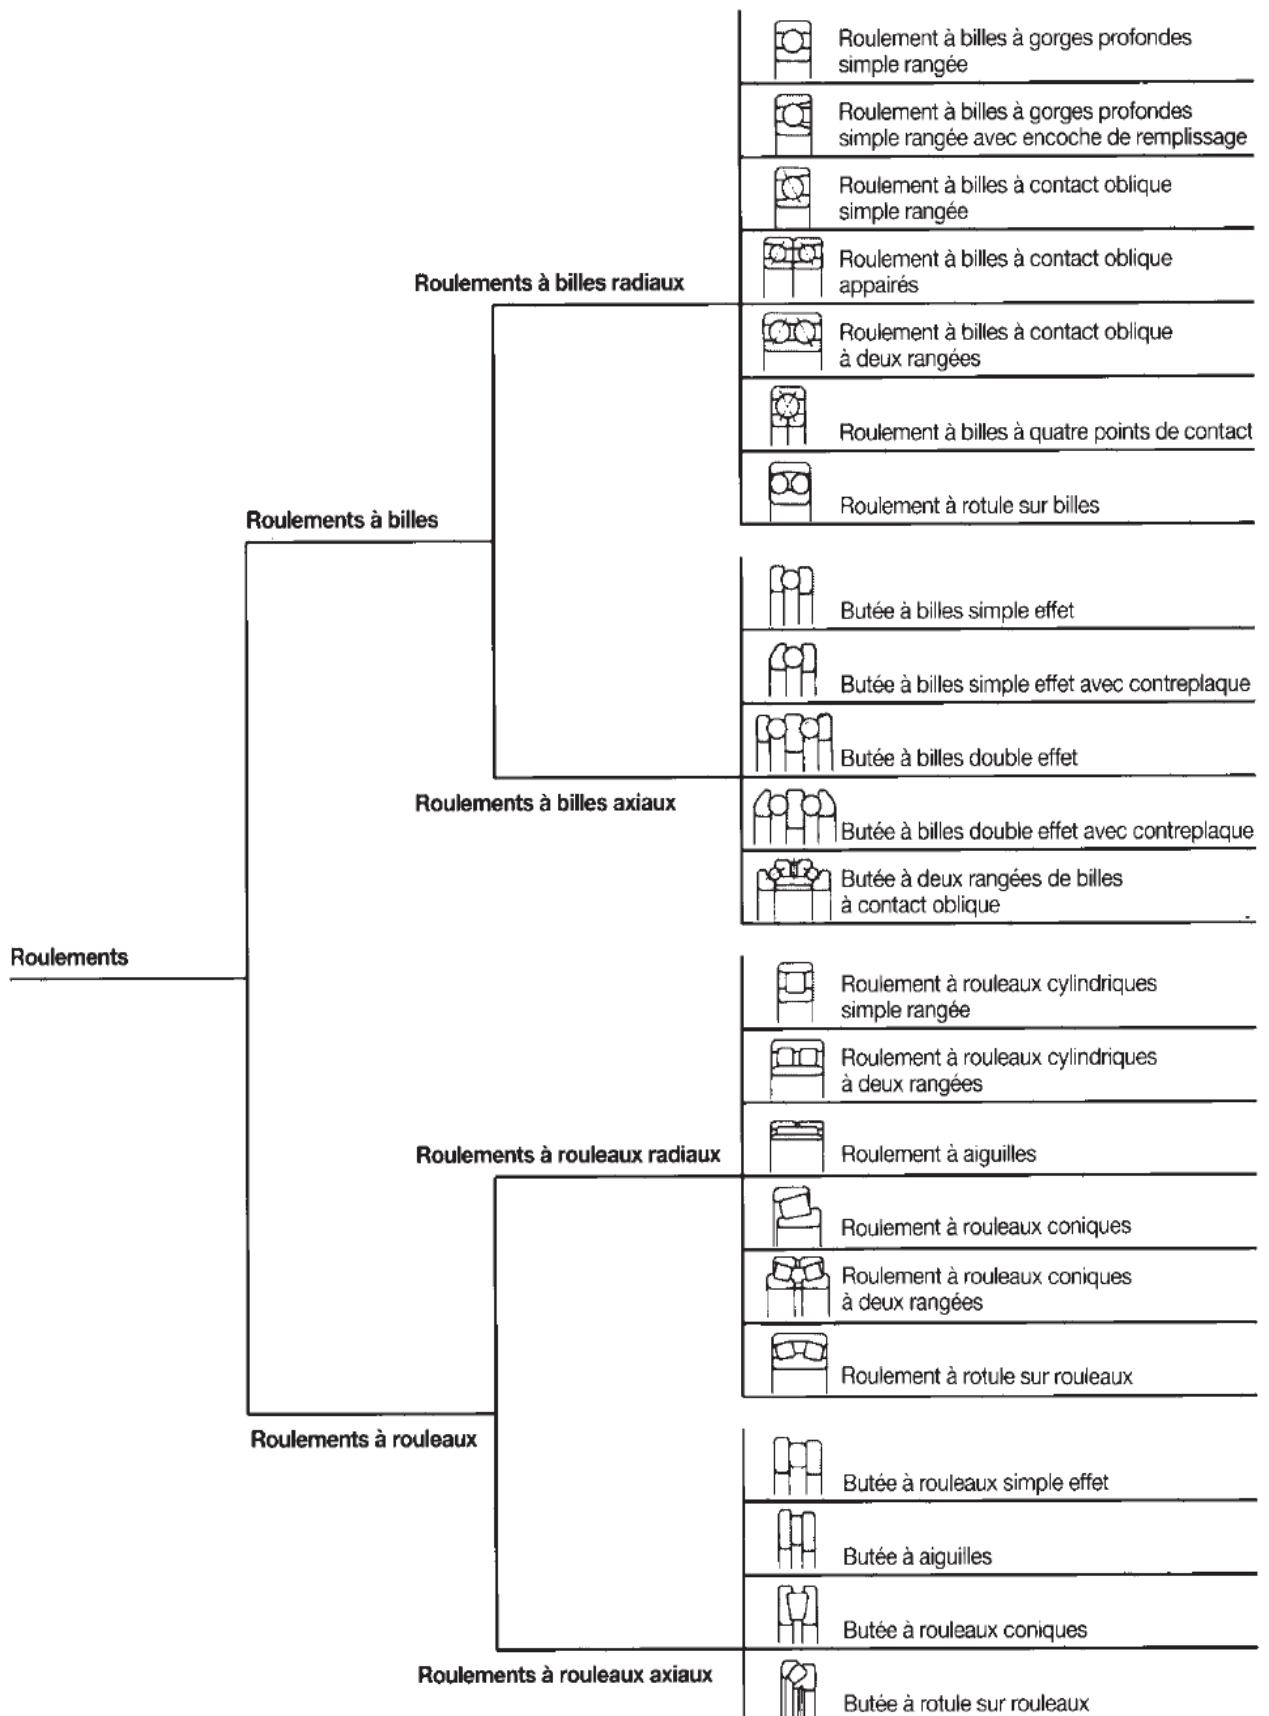 Roulement à billes à gorges profondes
simple rangée
Roulement à billes à gorges profondes
simple rangée avec encoche de remplissage
Roulement à billes à contact oblique
simple rangée
Roulements à billes radiaux
Roulement à billes à contact oblique
appairés
Roulement à billes à contact oblique
à deux rangées
Roulement à billes à quatre points de contact
Roulement à rotule sur billes
Roulements à billes
Butée à billes simple effet
Butée à billes simple effet avec contreplaque
Butée à billes double effet
Roulements à billes axiaux
Butée à billes double effet avec contreplaque
Butée à deux rangées de billes
à contact oblique
Roulements
Roulement à rouleaux cylindriques
simple rangée
Roulement à rouleaux cylindriques
à deux rangées
Roulements à rouleaux radiaux
Roulement à aiguilles
Roulement à rouleaux coniques
Roulement à rouleaux coniques
à deux rangées
Roulement à rotule sur rouleaux
Roulements à rouleaux
Butée à rouleaux simple effet
Butée à aiguilles
Butée à rouleaux coniques
Roulements à rouleaux axiaux
Butée à rotule sur rouleaux